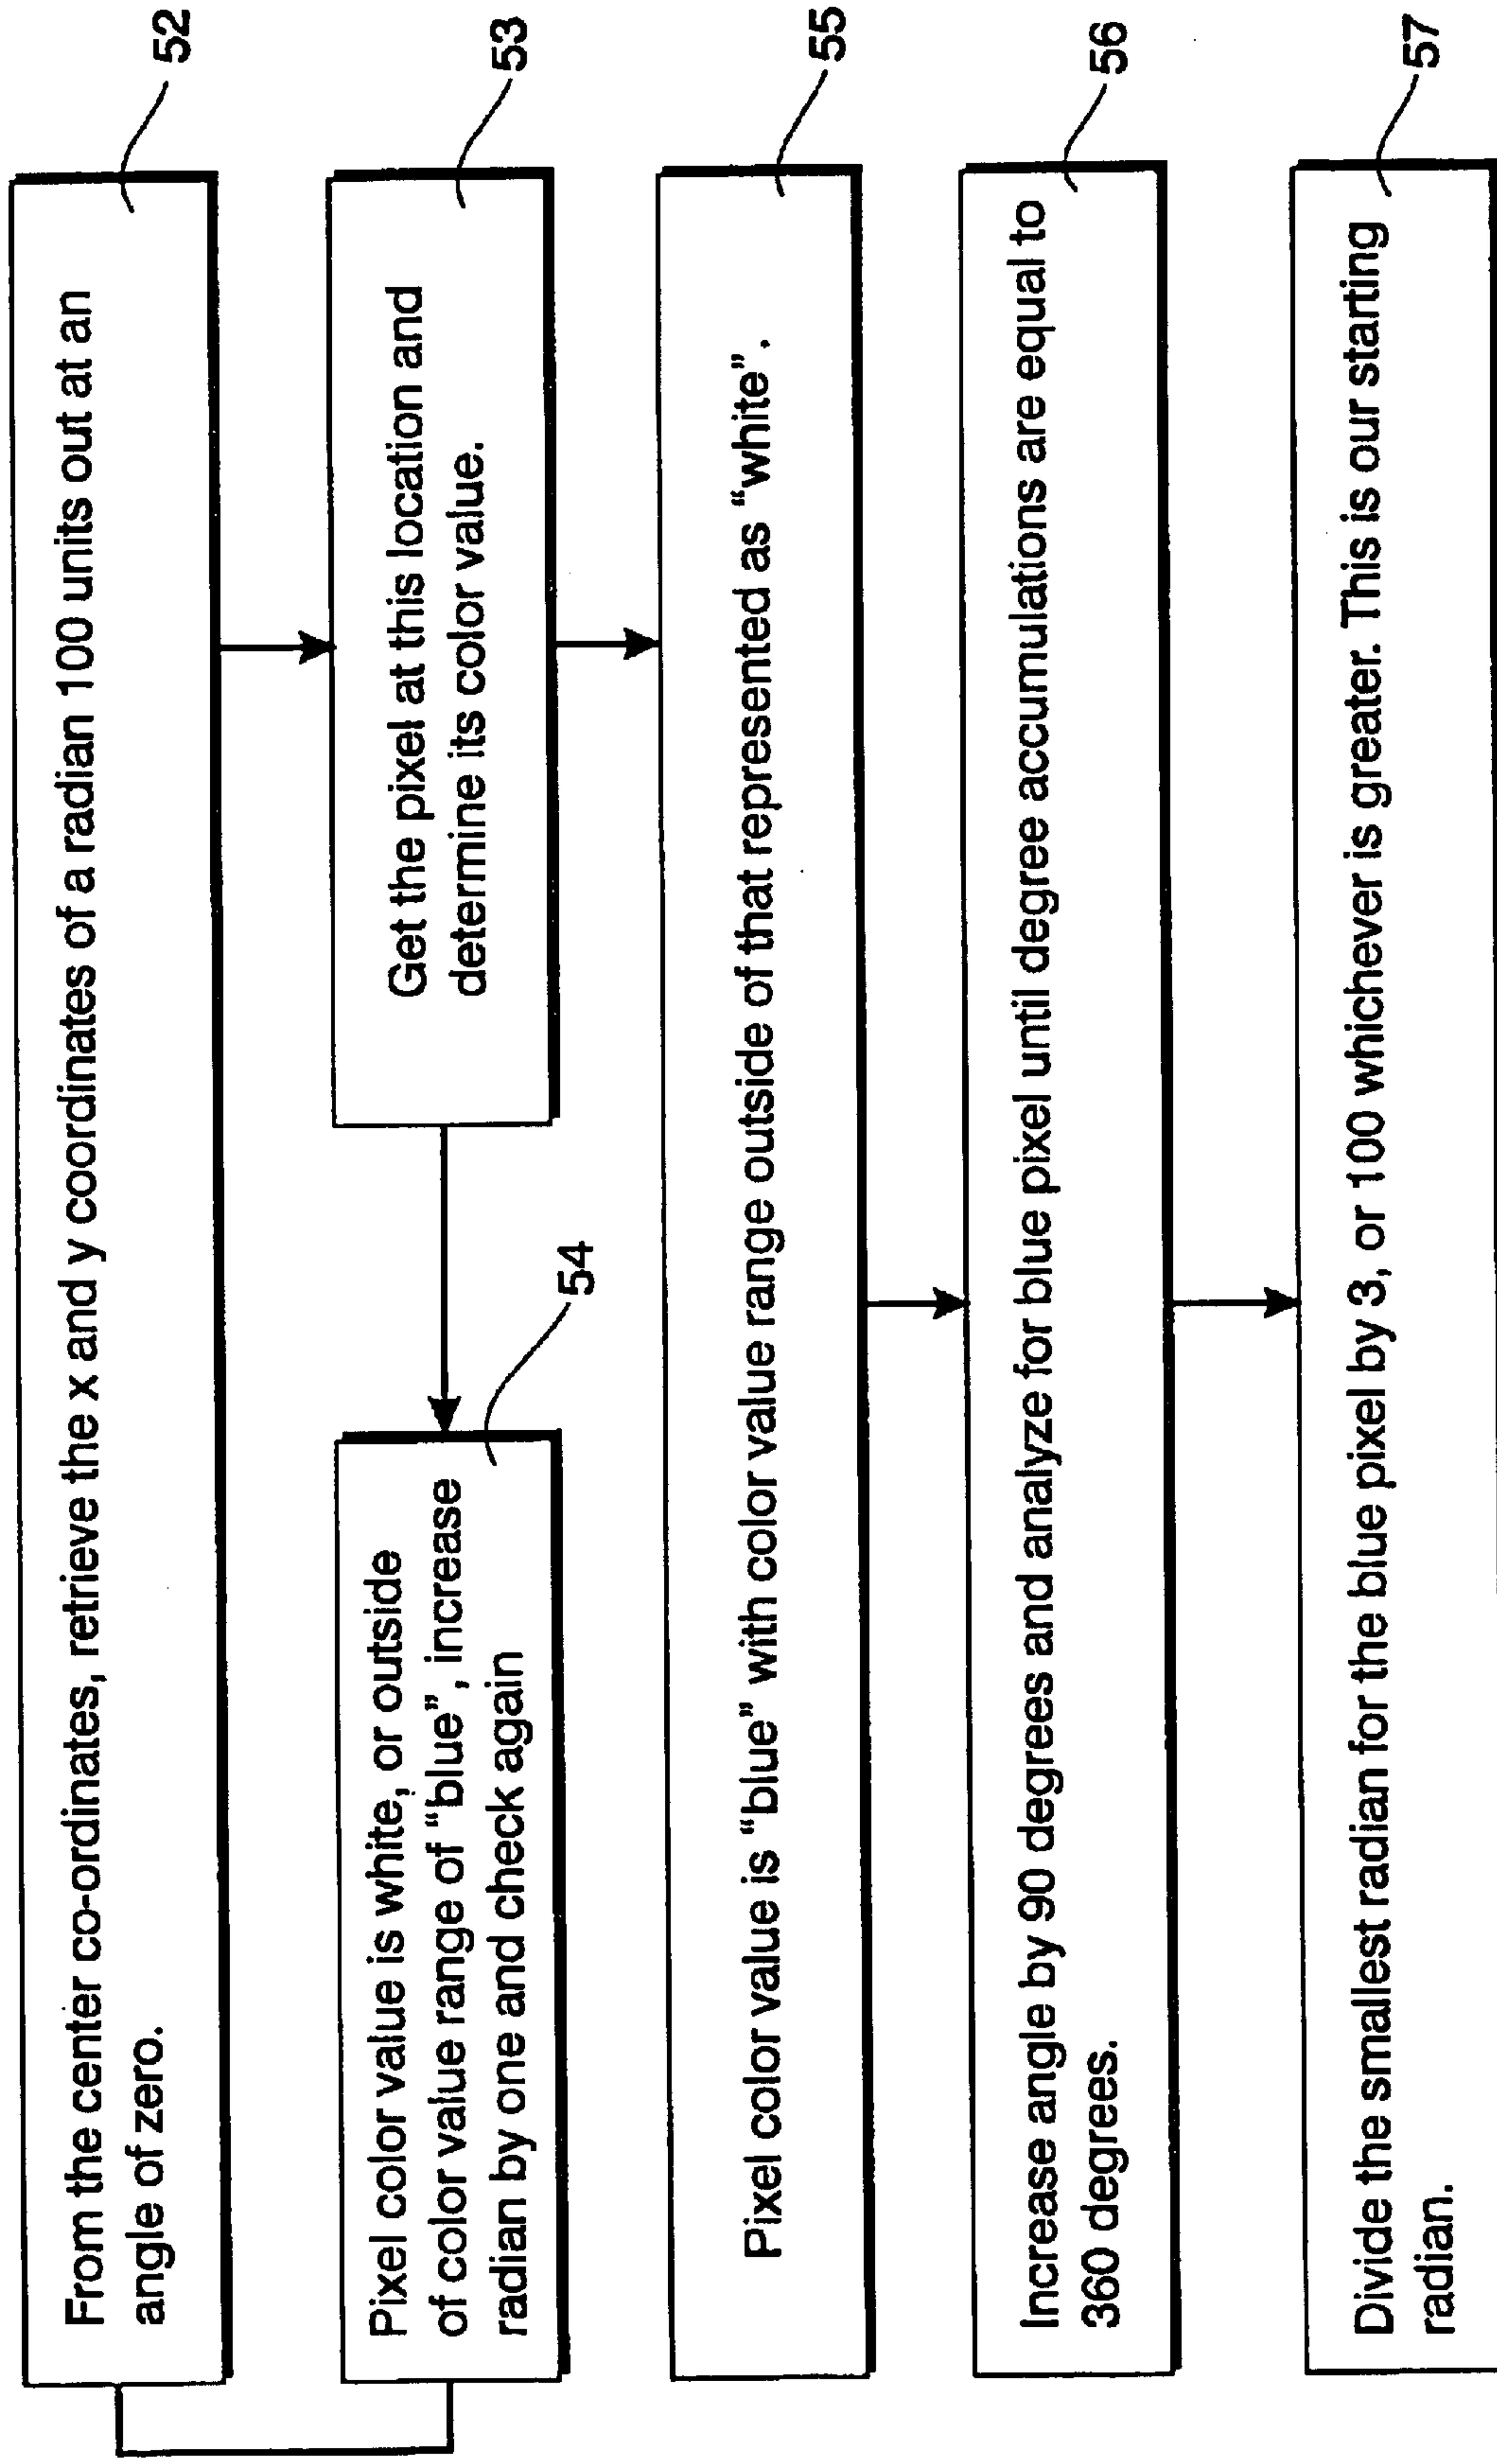 From the center co-ordinates, retrieve the x and y coordinates of a radian 100 units out at an
angle of zero.
52
Get the pixel at this location and
determine its color value.
53
Pixel color value is white, or outside
of color value range of “blue”, increase
radian by one and check again
54
Pixel color value is “blue” with color value range outside of that represented as “white”.
55
Increase angle by 90 degrees and analyze for blue pixel until degree accumulations are equal to
360 degrees.
56
Divide the smallest radian for the blue pixel by 3, or 100 whichever is greater. This is our starting
radian.
57